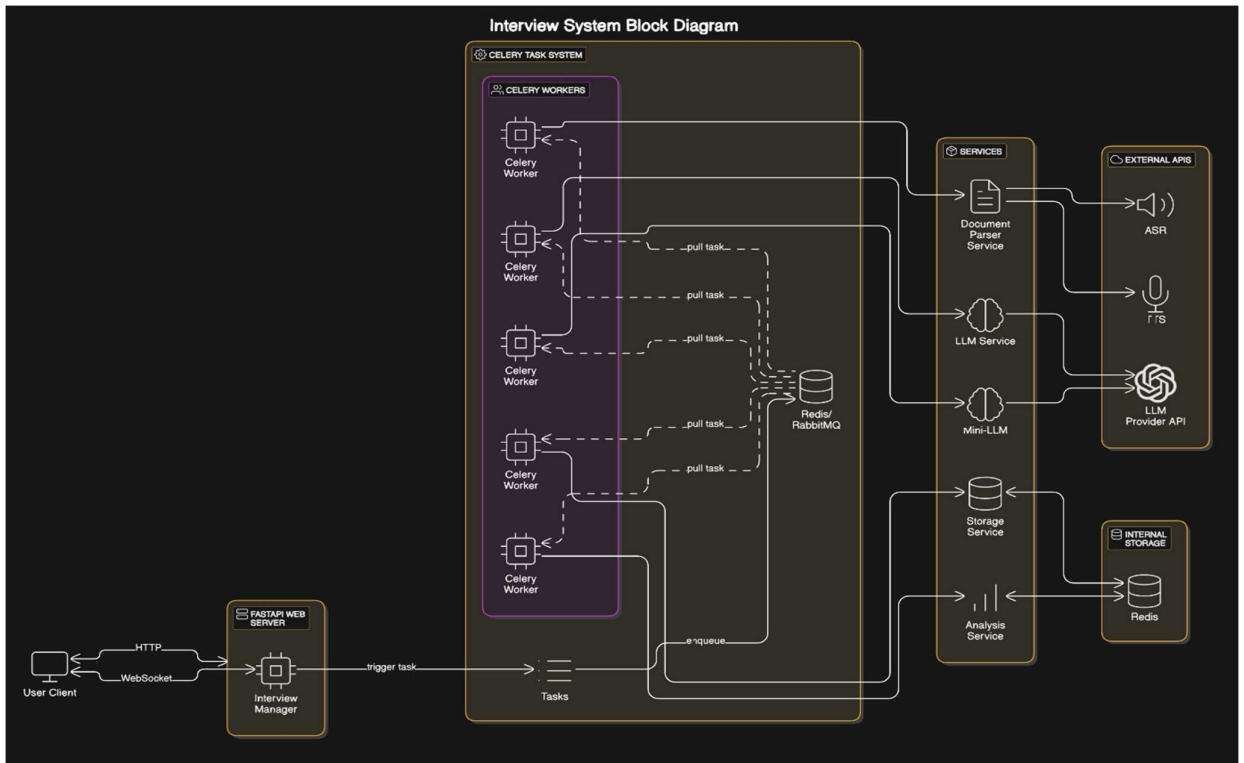 Interview System Block Diagram
CELERY TASK SYSTEM
CELERY WORKERS
Celery
Worker
Celery
Worker
Celery
Worker
Celery
Worker
Celery
Worker
pull task
pull task
pull task
pull task
pull task
Redis/
RabbitMQ
enqueue
Tasks
trigger task
FASTAPI WEB
SERVER
Interview
Manager
HTTP
WebSocket
User Client
SERVICES
Document
Parser
Service
LLM Service
Mini-LLM
Storage
Service
Analysis
Service
EXTERNAL APIS
ASR
TTS
LLM
Provider API
INTERNAL
STORAGE
Redis